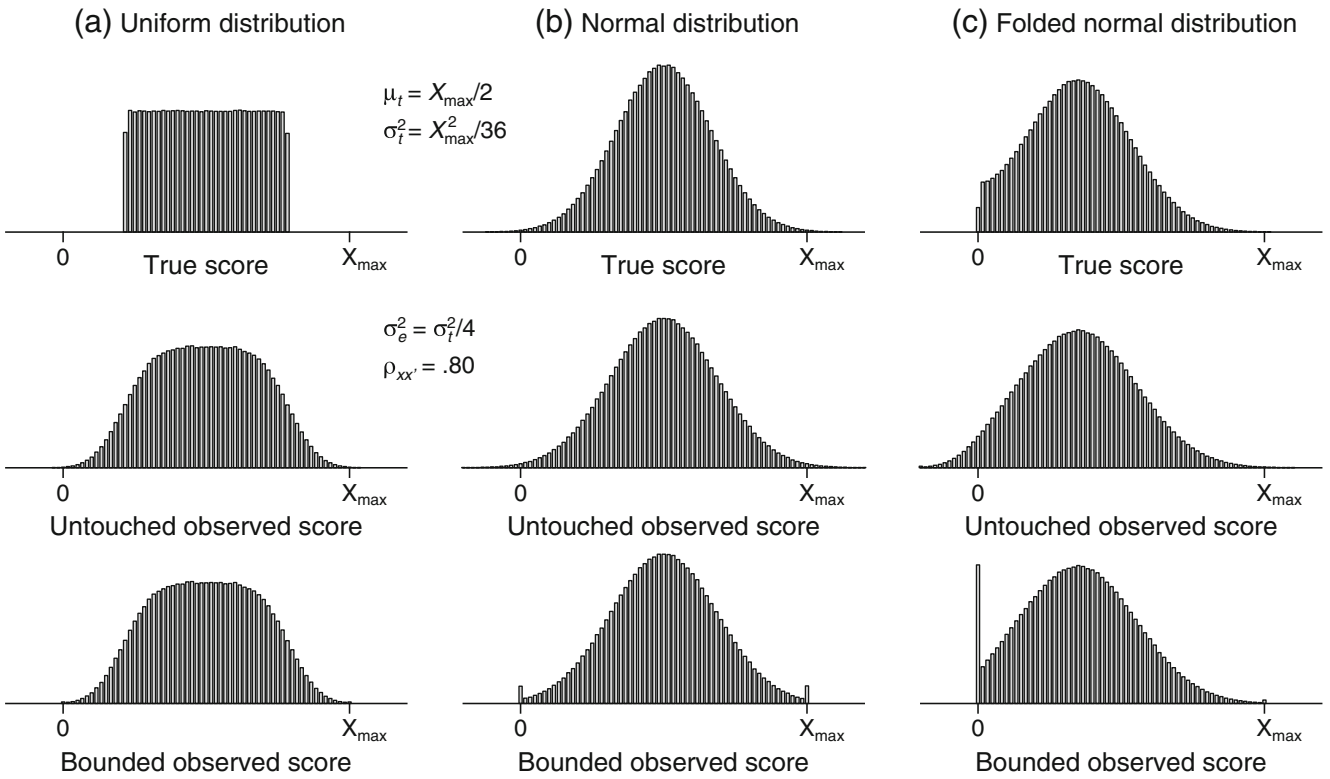 (a) Uniform distribution
(b) Normal distribution
(c) Folded normal distribution
μₜ = Xmax/2
σ²ₜ = X²max/36
0 Xmax
True score
0 Xmax
True score
0 Xmax
True score
σ²ₑ = σ²ₜ/4
ρxx′ = .80
0 Xmax
Untouched observed score
0 Xmax
Untouched observed score
0 Xmax
Untouched observed score
0 Xmax
Bounded observed score
0 Xmax
Bounded observed score
0 Xmax
Bounded observed score